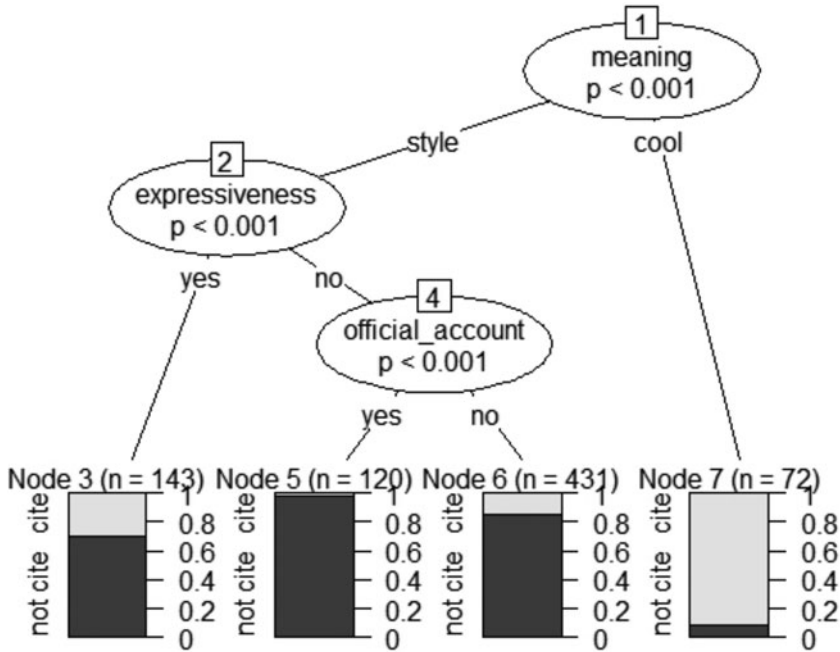 1
meaning
p < 0.001
style
cool
2
expressiveness
p < 0.001
yes
no
4
official_account
p < 0.001
yes
no
Node 3 (n = 143)
cite
not cite
1
0.8
0.6
0.4
0.2
0
Node 5 (n = 120)
cite
not cite
1
0.8
0.6
0.4
0.2
0
Node 6 (n = 431)
cite
not cite
1
0.8
0.6
0.4
0.2
0
Node 7 (n = 72)
cite
not cite
1
0.8
0.6
0.4
0.2
0